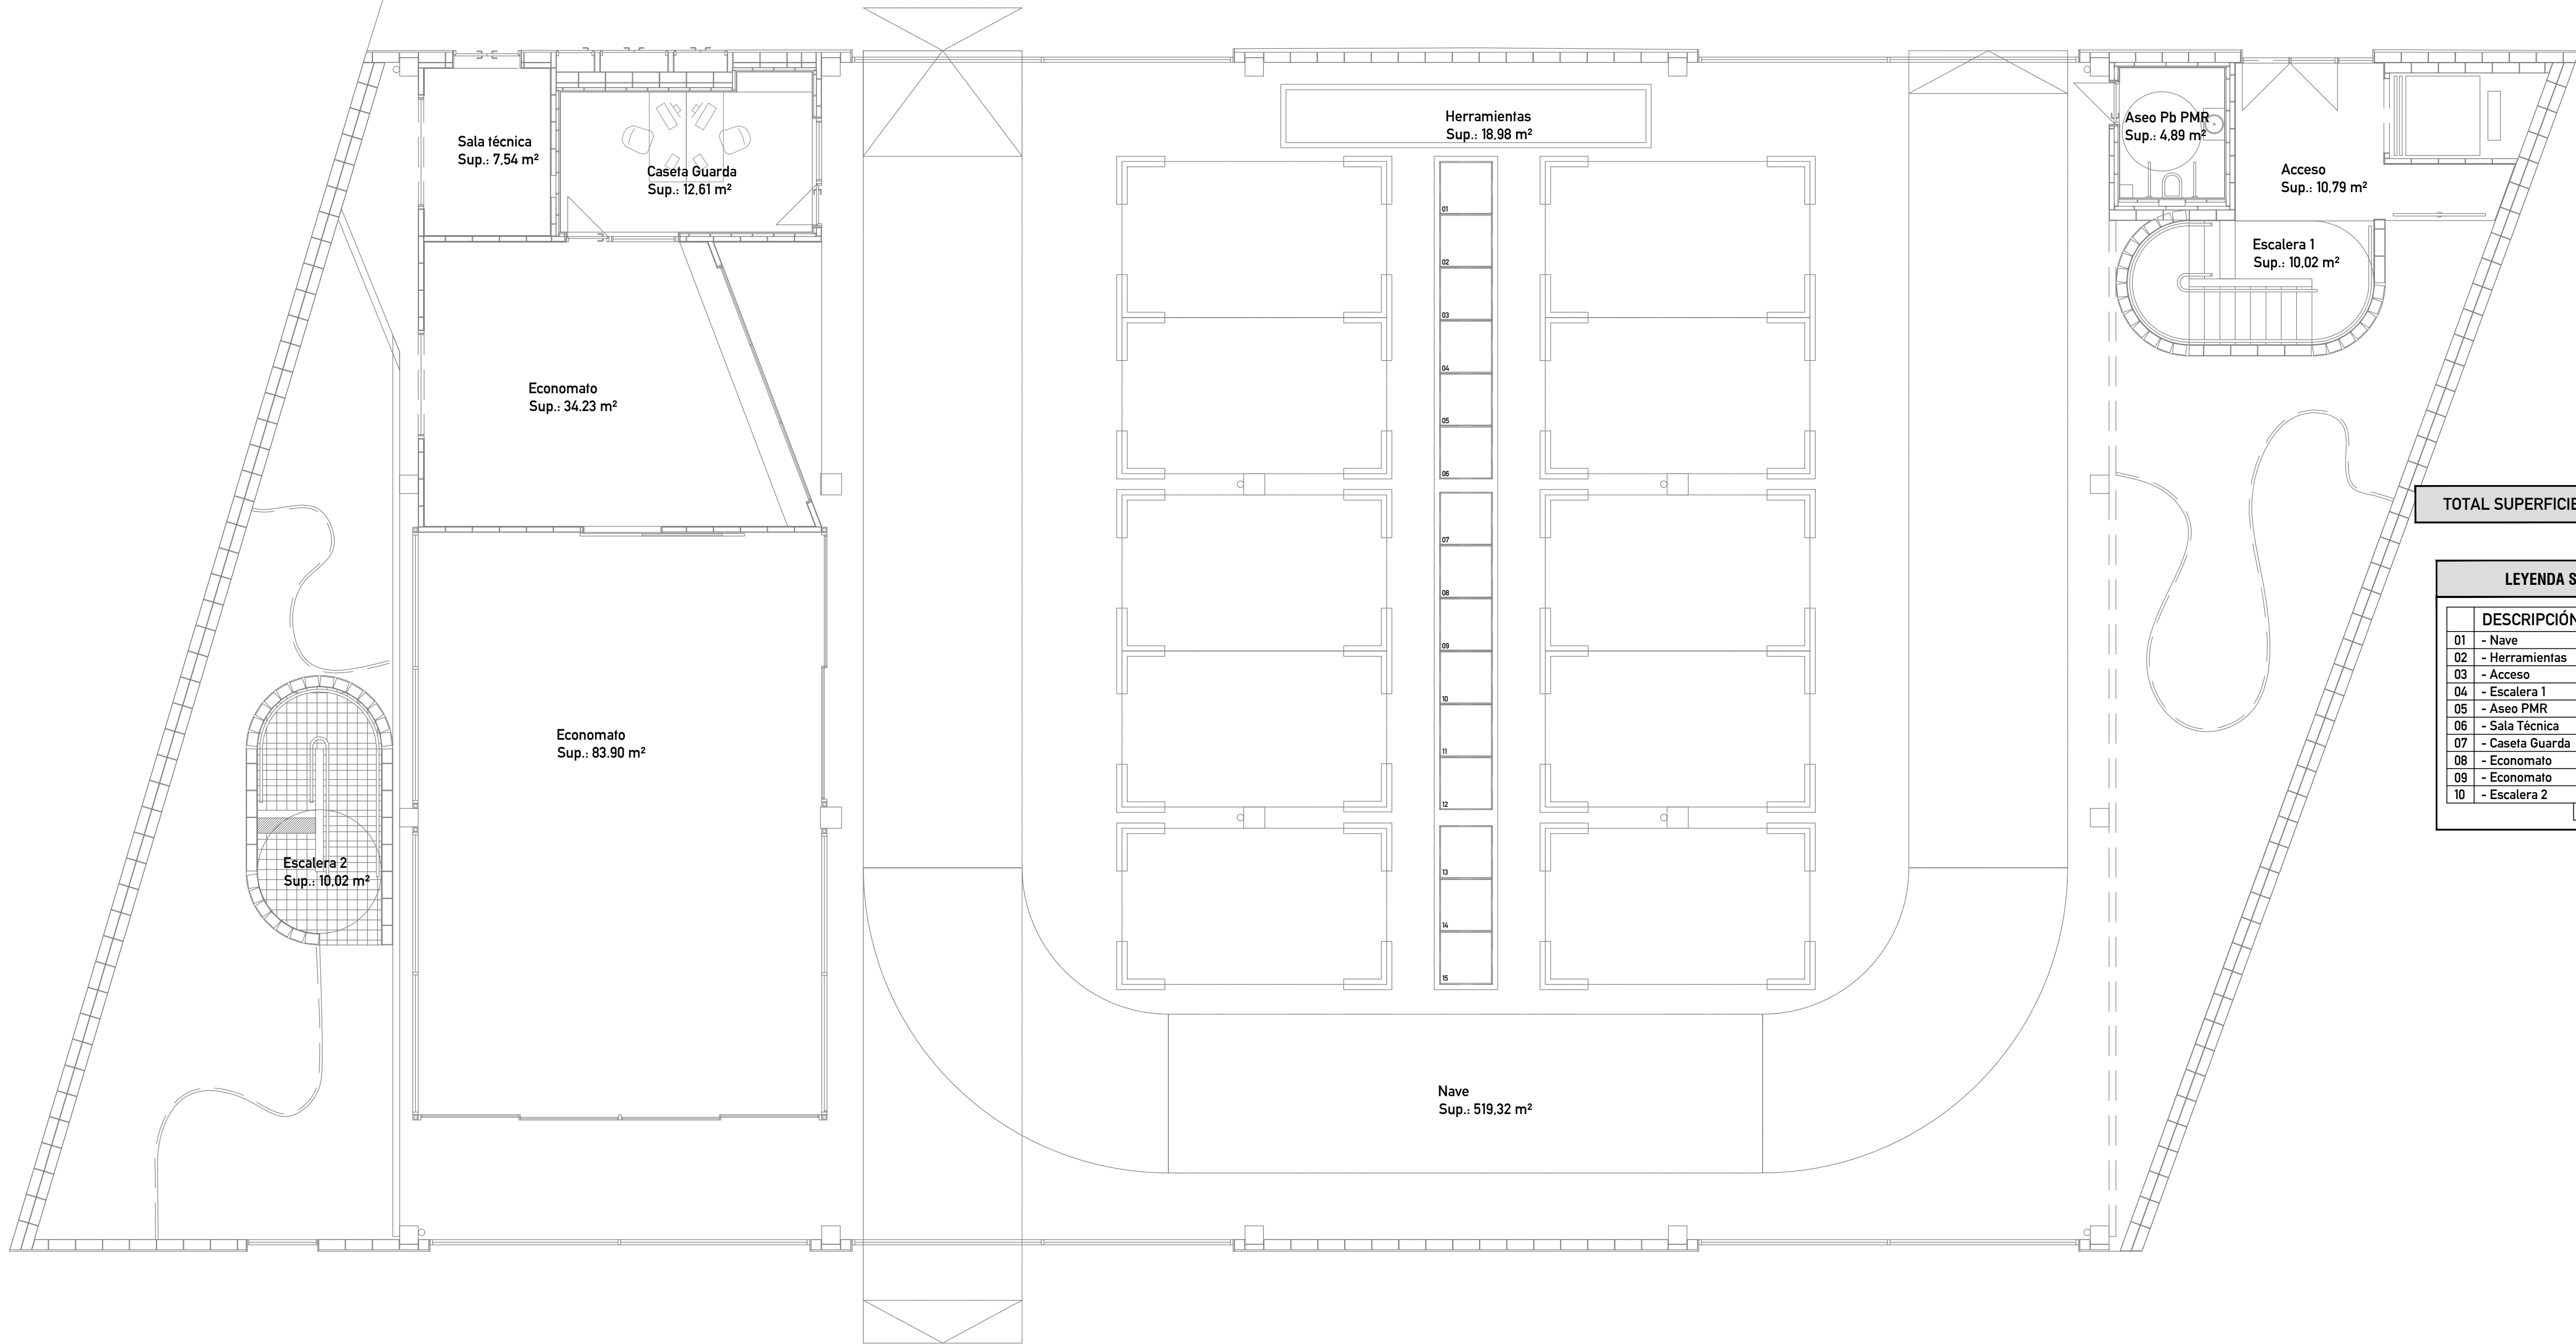 Sala técnica
Sup.: 7,54 m²
Caseta Guarda
Sup.: 12,61 m²
Herramientas
Sup.: 18,98 m²
Aseo Pb PMR
Sup.: 4,89 m²
Acceso
Sup.: 10,79 m²
Escalera 1
Sup.: 10,02 m²
Economato
Sup.: 34.23 m²
Economato
Sup.: 83.90 m²
Escalera 2
Sup.: 10,02 m²
01
02
03
04
05
06
07
08
09
10
11
12
13
14
15
Nave
Sup.: 519,32 m²
TOTAL SUPERFICIE
LEYENDA S
DESCRIPCIÓN
01 - Nave
02 - Herramientas
03 - Acceso
04 - Escalera 1
05 - Aseo PMR
06 - Sala Técnica
07 - Caseta Guarda
08 - Economato
09 - Economato
10 - Escalera 2